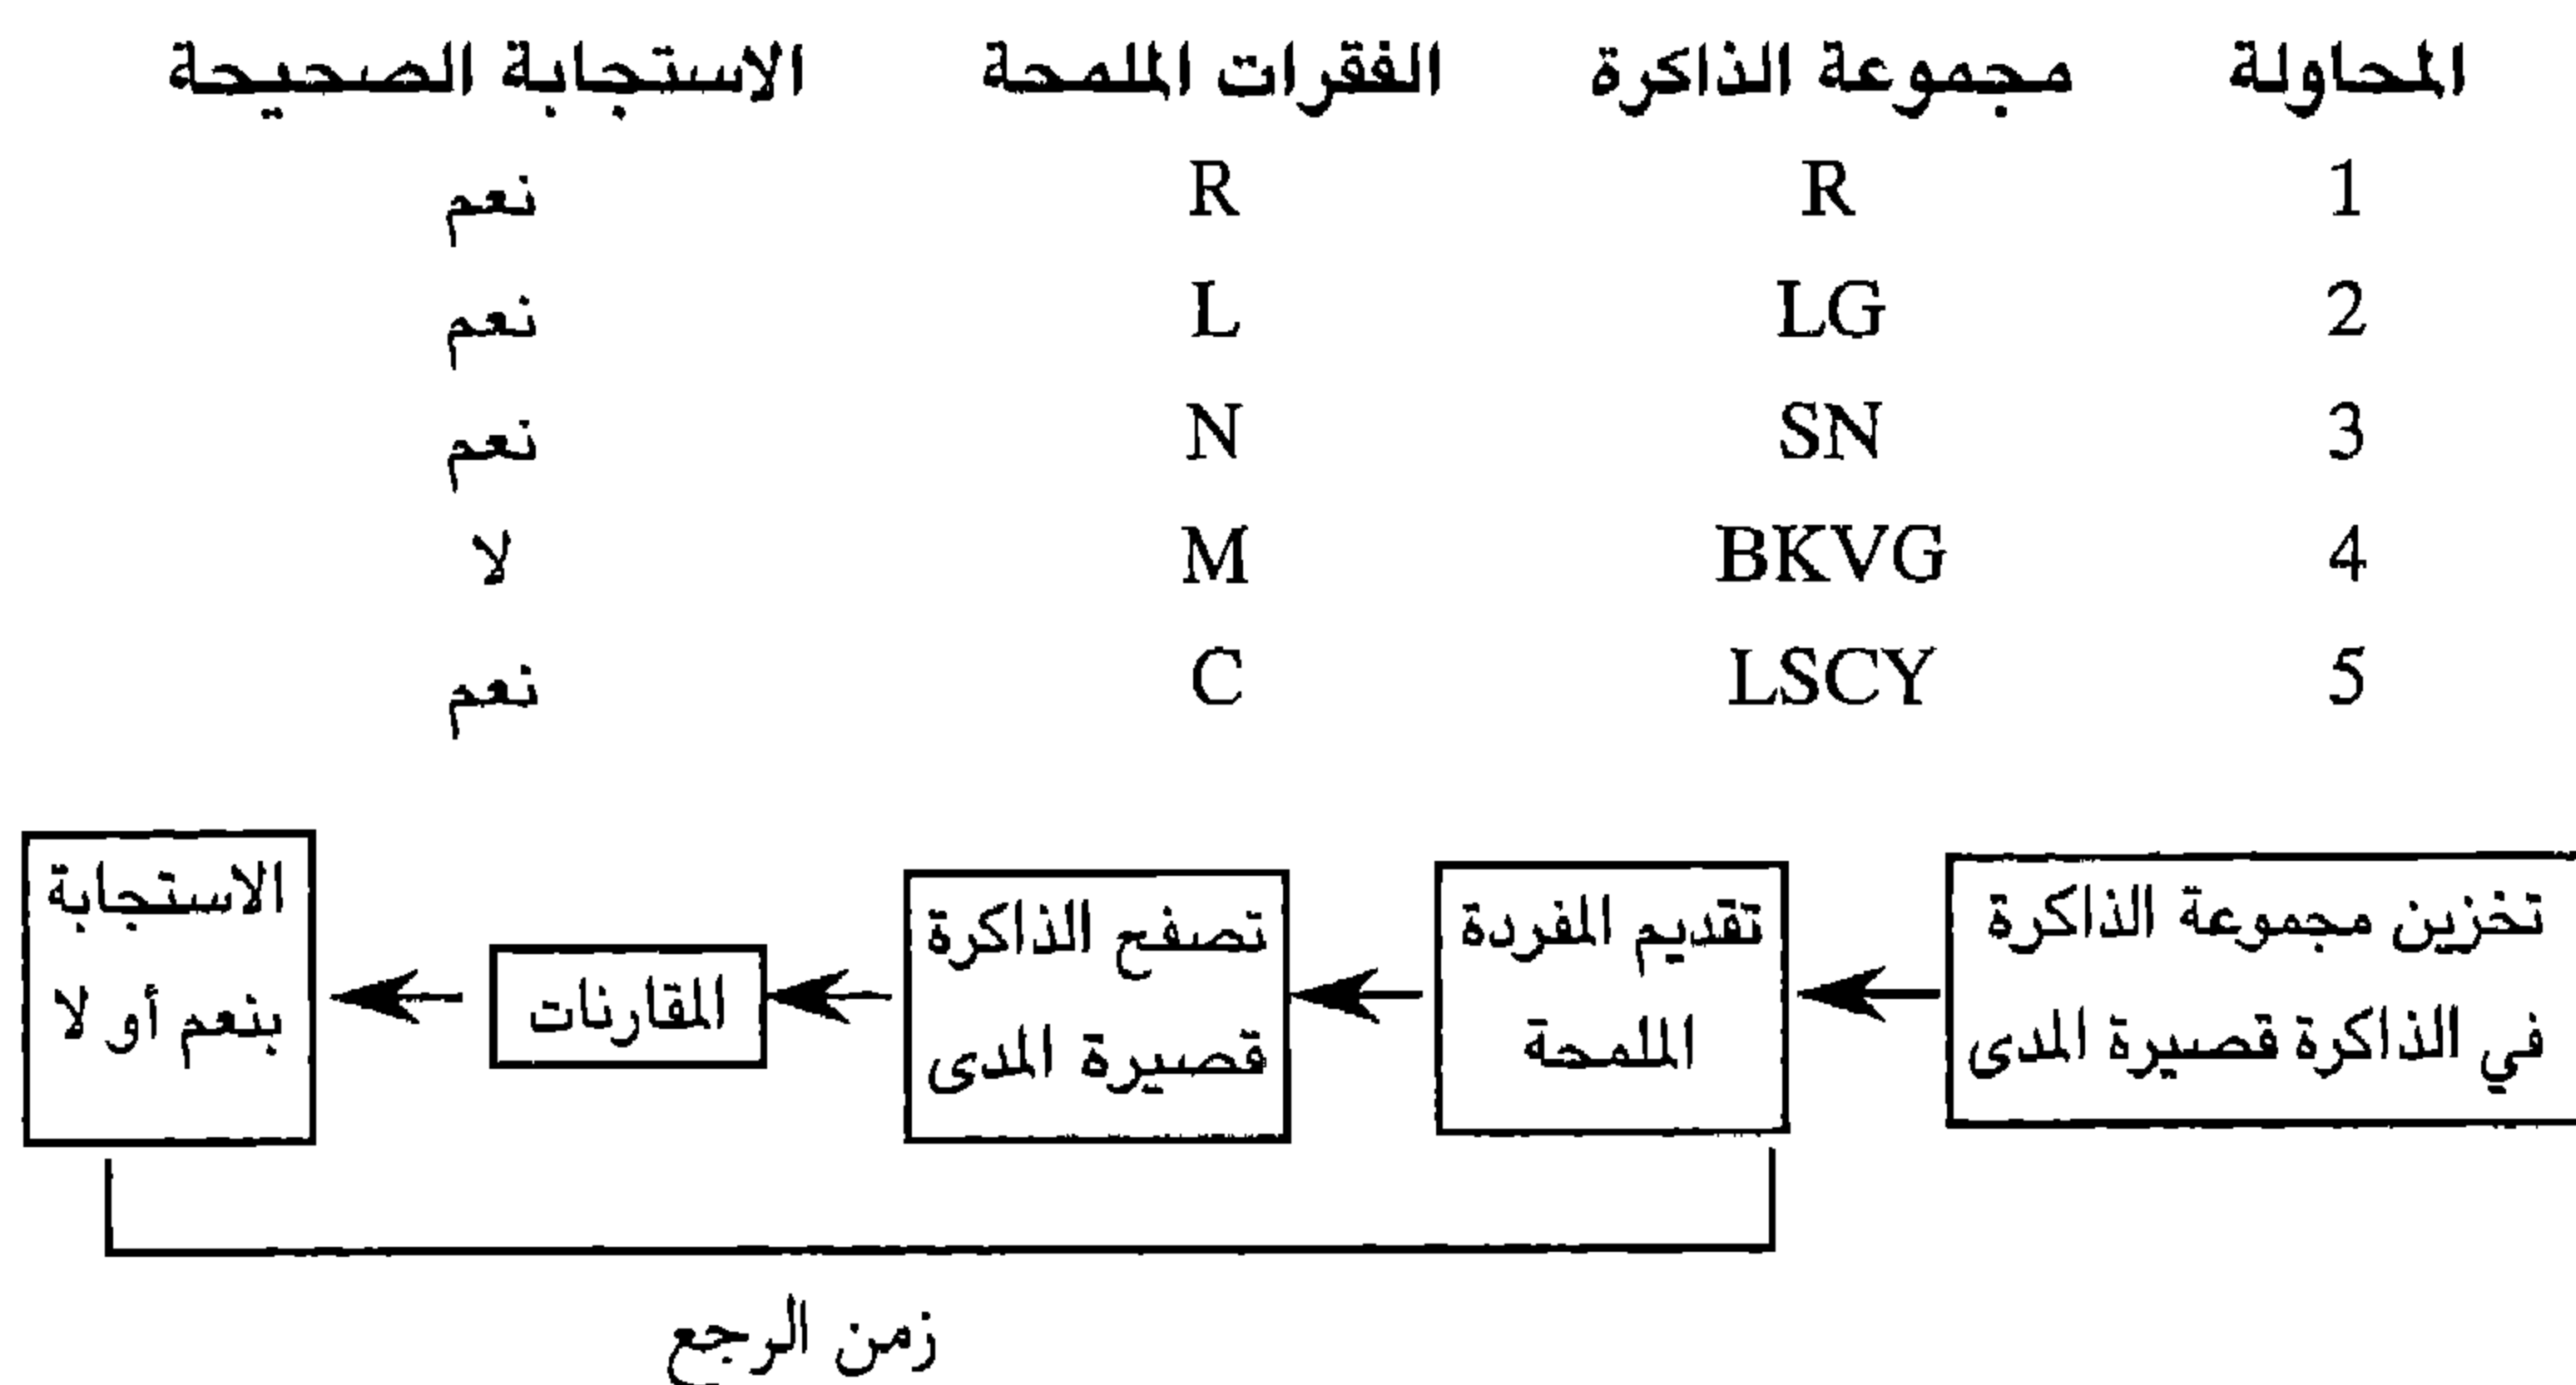 المحاولة مجموعة الذاكرة الفقرات الملمحة الاستجابة الصحيحة
1 R R نعم
2 LG L نعم
3 SN N نعم
4 BKVG M لا
5 LSCY C نعم
تخزين مجموعة الذاكرة
في الذاكرة قصيرة المدى
تقديم المفردة
الملمحة
تصفح الذاكرة
قصيرة المدى
المقارنات
الاستجابة
بنعم أو لا
زمن الرجع